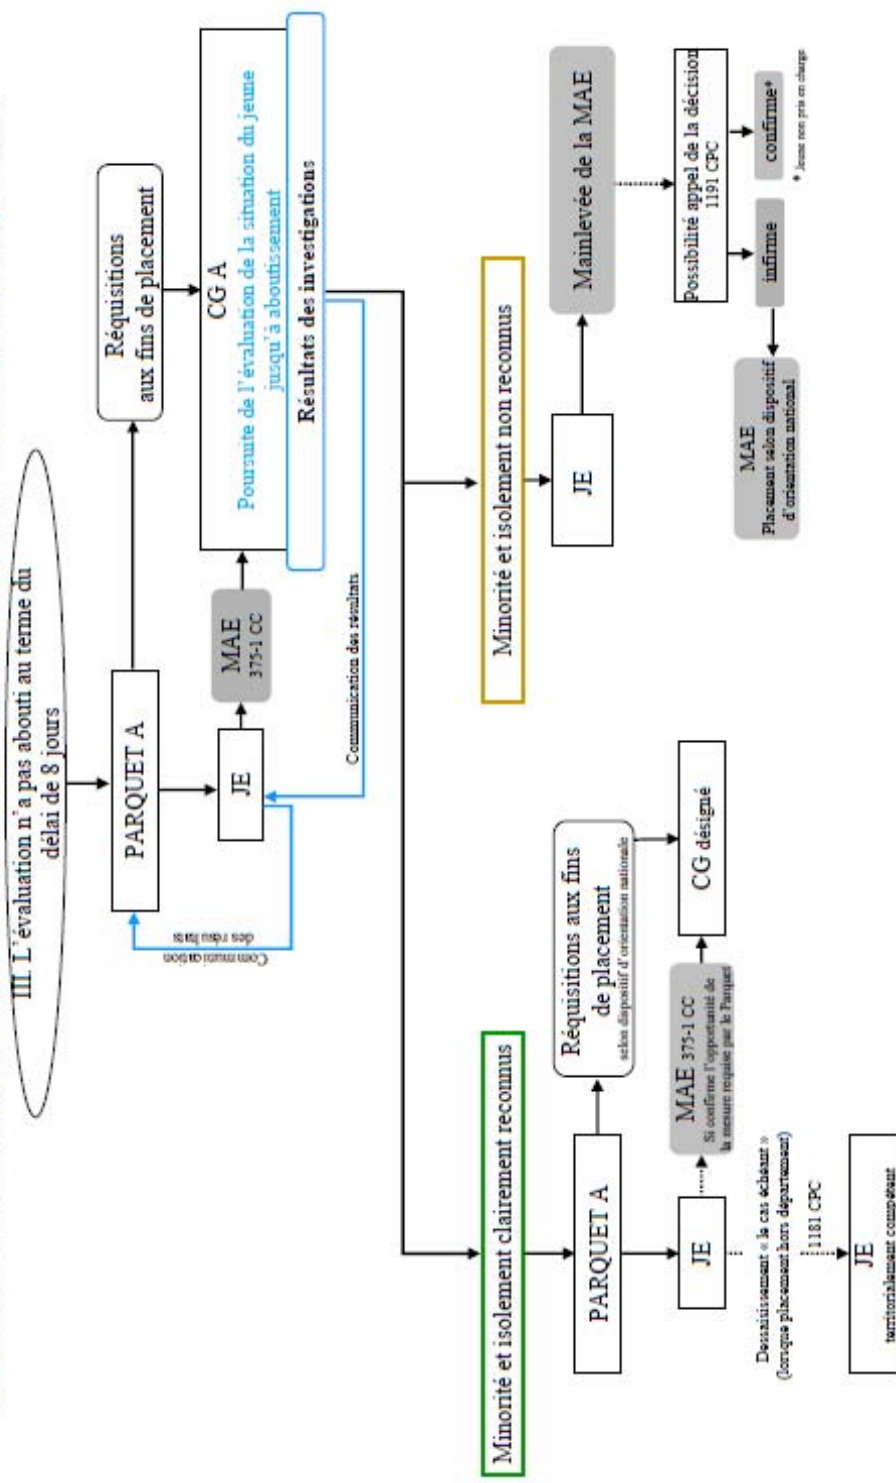 III. L'évaluation n'a pas abouti au terme du
délai de 8 jours
PARQUET A
Réquisitions
aux fins de placement
JE
MAE
375-1 CC
CG A
Poursuite de l'évaluation de la situation du jeune
jusqu'à aboutissement
Résultats des investigations
Communication
des résultats
Communication des résultats
Minorité et isolement clairement reconnus
PARQUET A
Réquisitions aux fins
de placement
selon dispositif d'orientation nationale
JE
MAE 375-1 CC
Si confirme l'opportunité de
la mesure requise par le Parquet
CG désigné
Dessaisissement « le cas échéant »
(lorsque placement hors département)
1181 CPC
JE
territorialement compétent
Minorité et isolement non reconnus
JE
Mainlevée de la MAE
Possibilité appel de la décision
1191 CPC
infirme
confirme*
* Jeune non pris en charge
MAE
Placement selon dispositif
d'orientation national